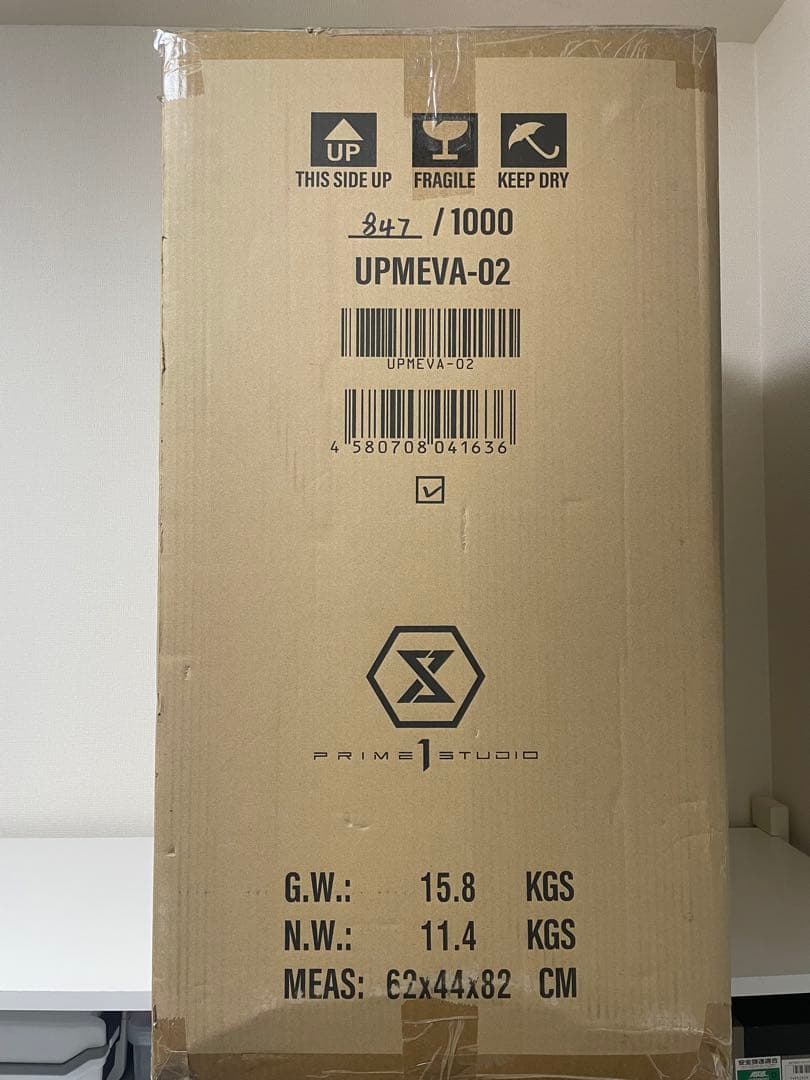 UP
THIS SIDE UP FRAGILE KEEP DRY
847 /1000
UPMEVA-02
UPMEVA-02
4 580708 041636
PRIME 1 STUDIO
G.W.: 15.8 KGS
N.W.: 11.4 KGS
MEAS: 62x44x82 CM